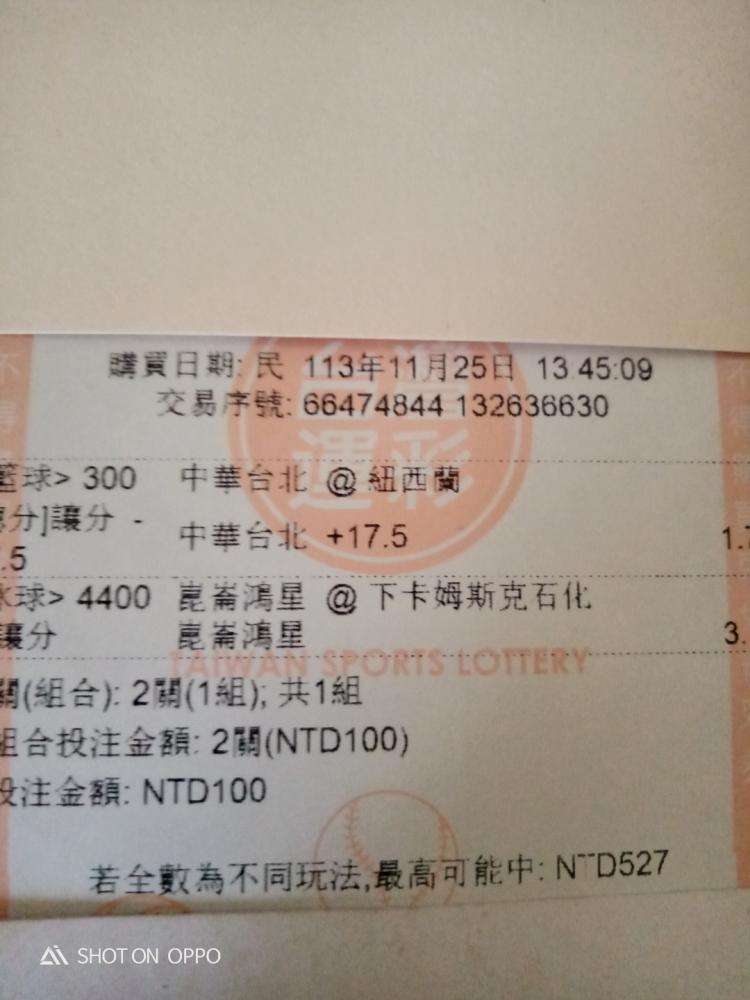 購買日期: 民 113年11月25日 13:45:09
交易序號: 66474844 132636630
籃球> 300 中華台北 @ 紐西蘭
分]讓分 - 中華台北 +17.5 1.7
.5
冰球> 4400 崑崙鴻星 @ 下卡姆斯克石化
讓分 崑崙鴻星 3.
TAIWAN SPORTS LOTTERY
關(組合): 2關(1組); 共1組
組合投注金額: 2關(NTD100)
投注金額: NTD100
若全數為不同玩法,最高可能中: NTD527
SHOT ON OPPO